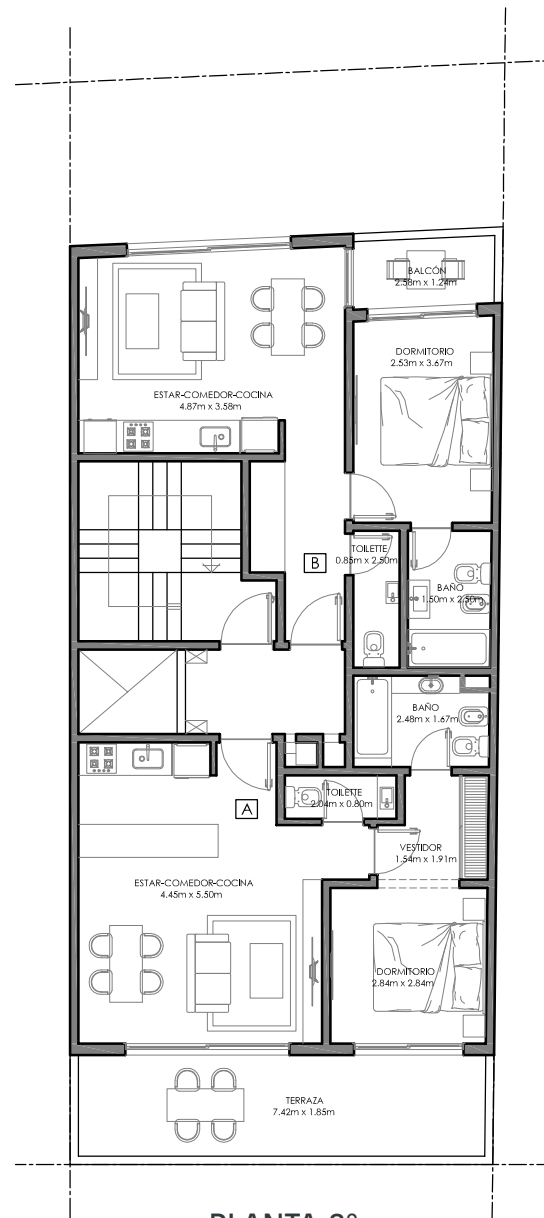 BALCÓN
2.58m x 1.24m
DORMITORIO
2.53m x 3.67m
ESTAR-COMEDOR-COCINA
4.87m x 3.58m
TOILETTE
0.85m x 2.50m
B
BAÑO
1.50m x 2.50m
BAÑO
2.48m x 1.67m
TOILETTE
2.04m x 0.80m
A
VESTIDOR
1.54m x 1.91m
ESTAR-COMEDOR-COCINA
4.45m x 5.50m
DORMITORIO
2.84m x 2.84m
TERRAZA
7.42m x 1.85m